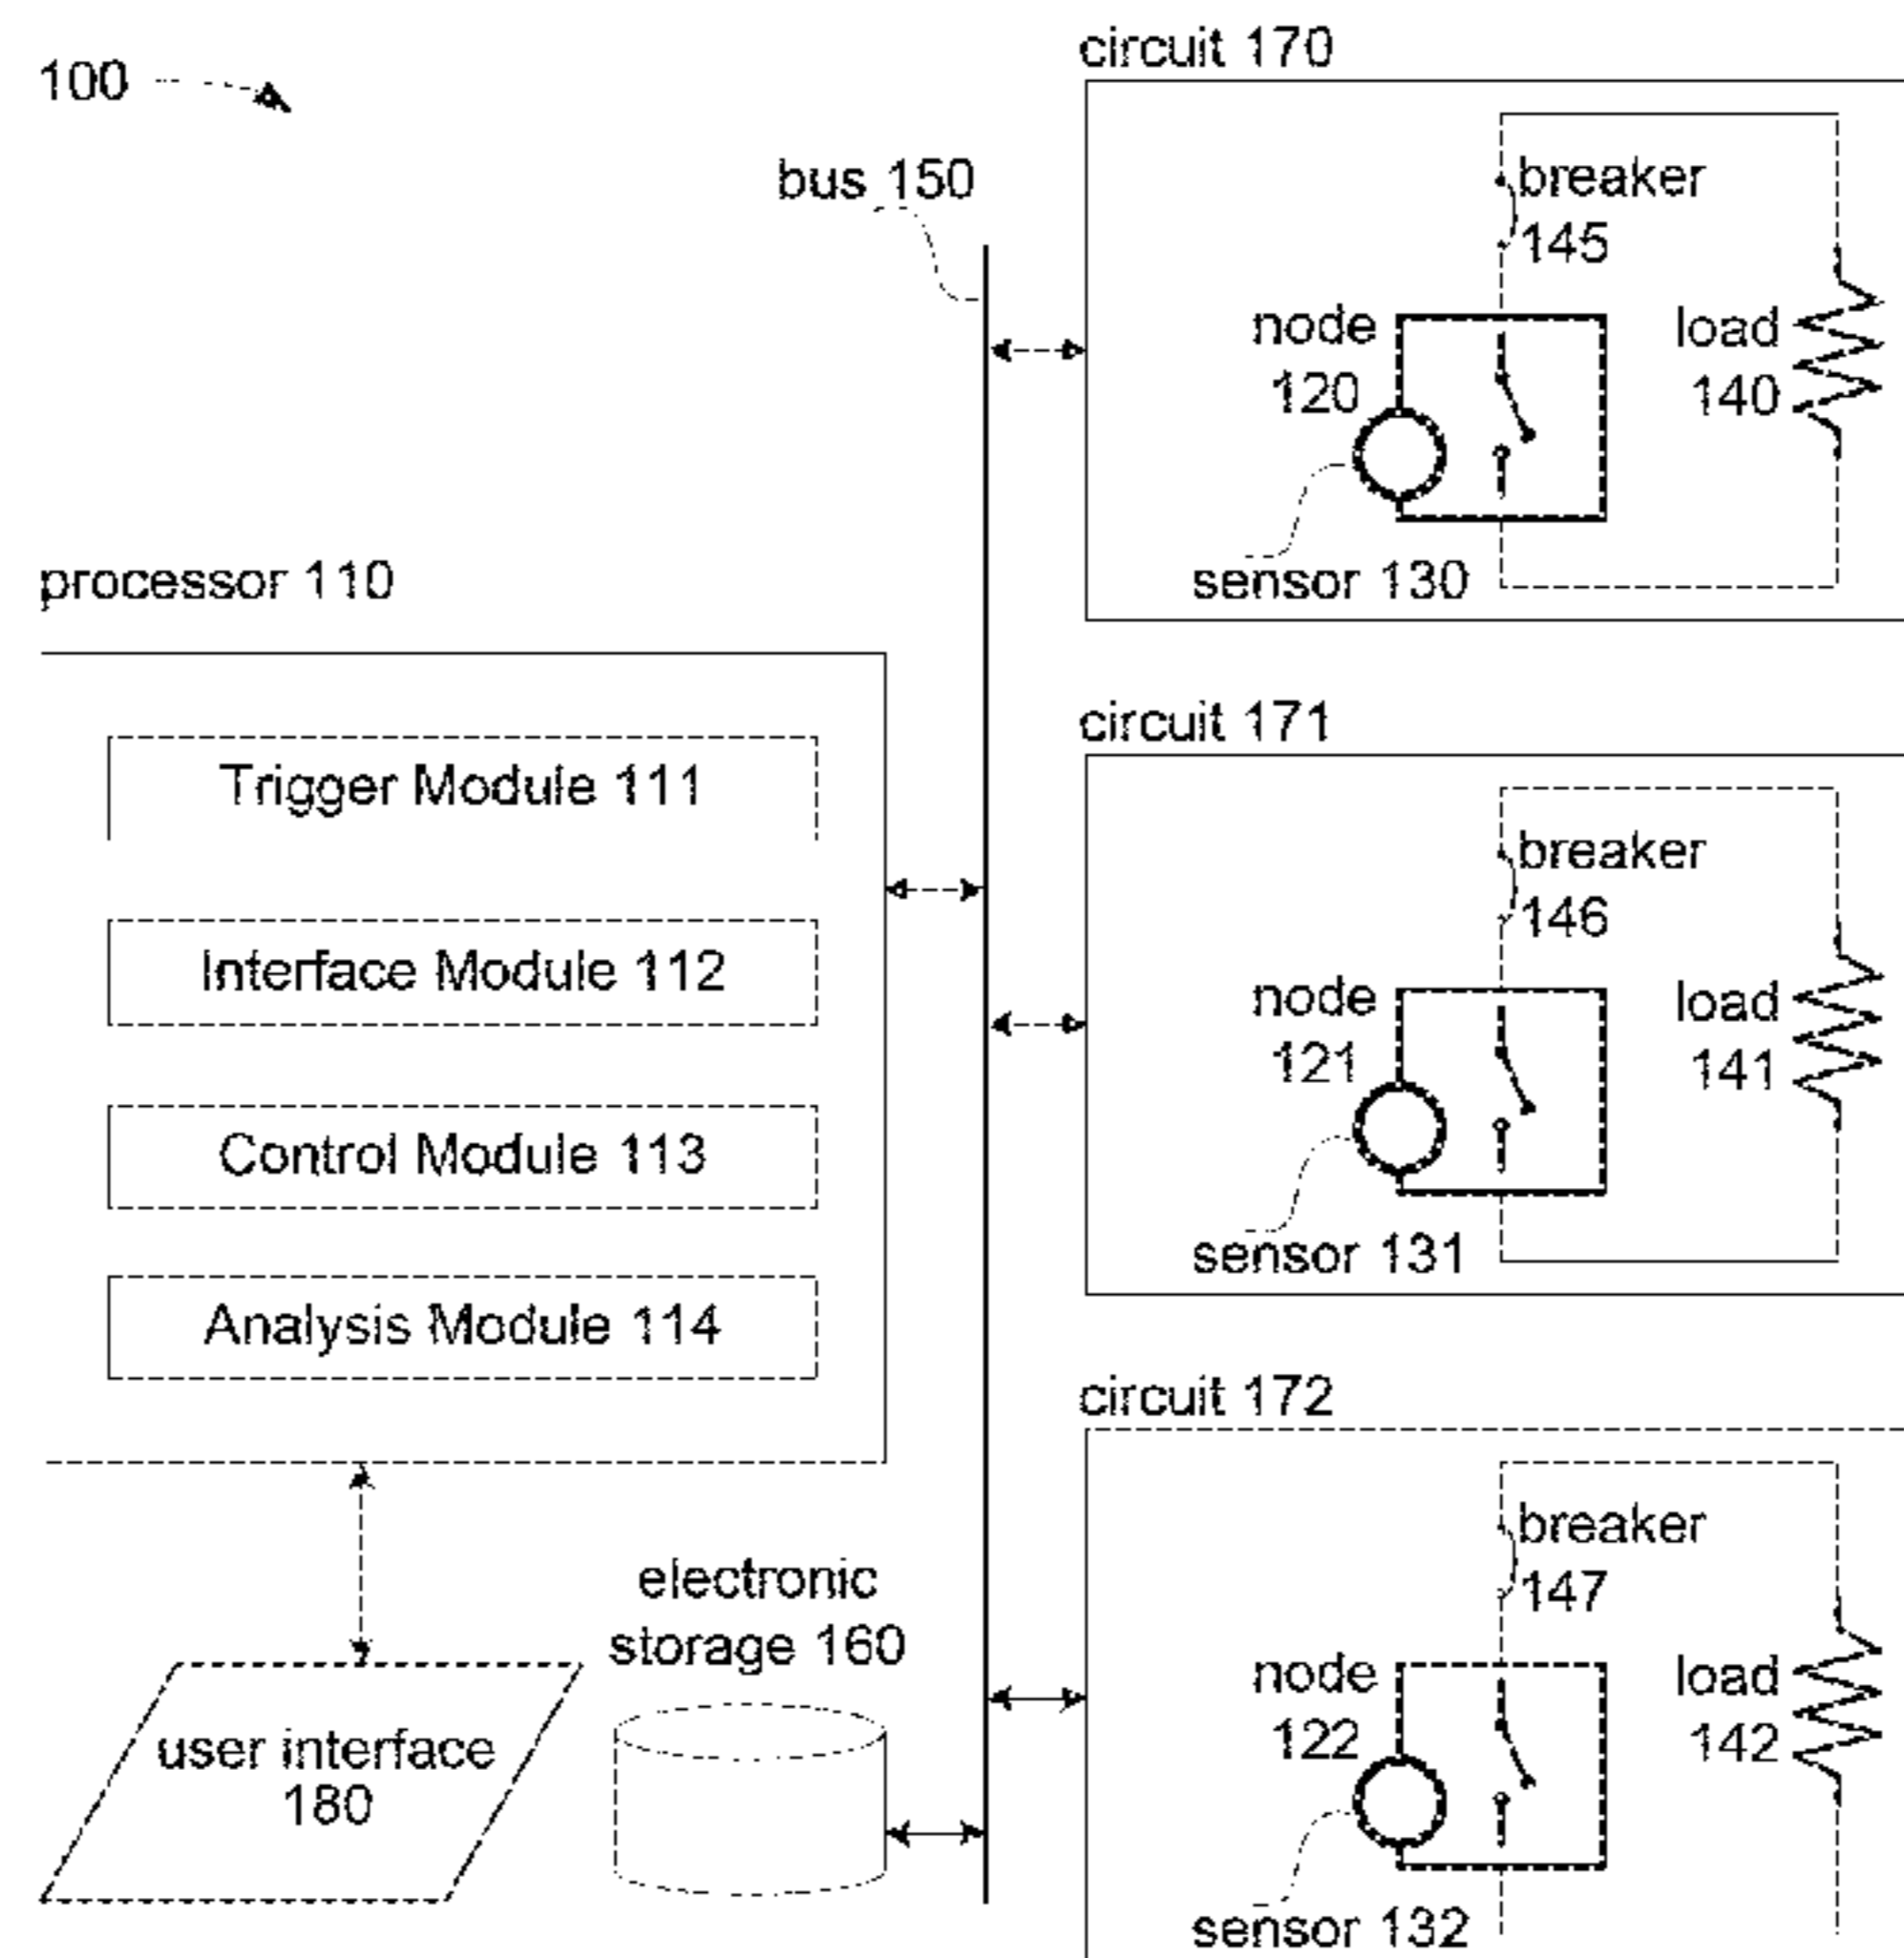 100
bus 150
processor 110
Trigger Module 111
Interface Module 112
Control Module 113
Analysis Module 114
user interface
180
electronic
storage 160
circuit 170
breaker
145
node
120
load
140
sensor 130
circuit 171
breaker
146
node
121
load
141
sensor 131
circuit 172
breaker
147
node
122
load
142
sensor 132